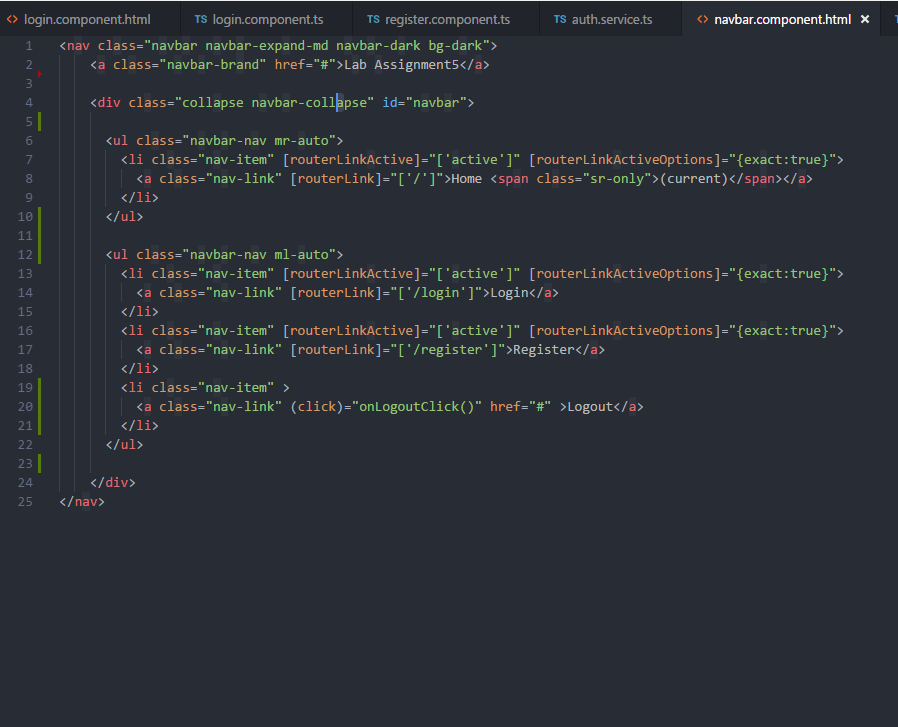 <> login.component.html TS login.component.ts TS register.component.ts TS auth.service.ts <> navbar.component.html ×
1 <nav class="navbar navbar-expand-md navbar-dark bg-dark">
2     <a class="navbar-brand" href="#">Lab Assignment5</a>
3
4     <div class="collapse navbar-collapse" id="navbar">
5
6       <ul class="navbar-nav mr-auto">
7         <li class="nav-item" [routerLinkActive]="['active']" [routerLinkActiveOptions]="{exact:true}">
8           <a class="nav-link" [routerLink]="['/']">Home <span class="sr-only">(current)</span></a>
9         </li>
10       </ul>
11
12       <ul class="navbar-nav ml-auto">
13         <li class="nav-item" [routerLinkActive]="['active']" [routerLinkActiveOptions]="{exact:true}">
14           <a class="nav-link" [routerLink]="['/login']">Login</a>
15         </li>
16         <li class="nav-item" [routerLinkActive]="['active']" [routerLinkActiveOptions]="{exact:true}">
17           <a class="nav-link" [routerLink]="['/register']">Register</a>
18         </li>
19         <li class="nav-item" >
20           <a class="nav-link" (click)="onLogoutClick()" href="#" >Logout</a>
21         </li>
22       </ul>
23
24     </div>
25 </nav>